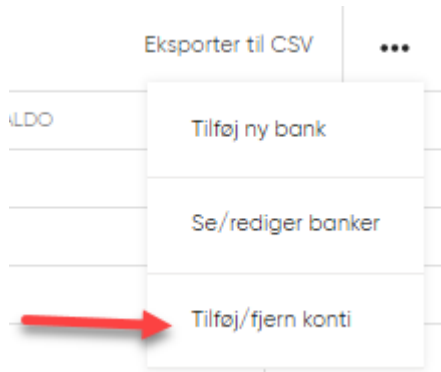 Eksporter til CSV
ALDO
Tilføj ny bank
Se/rediger banker
Tilføj/fjern konti